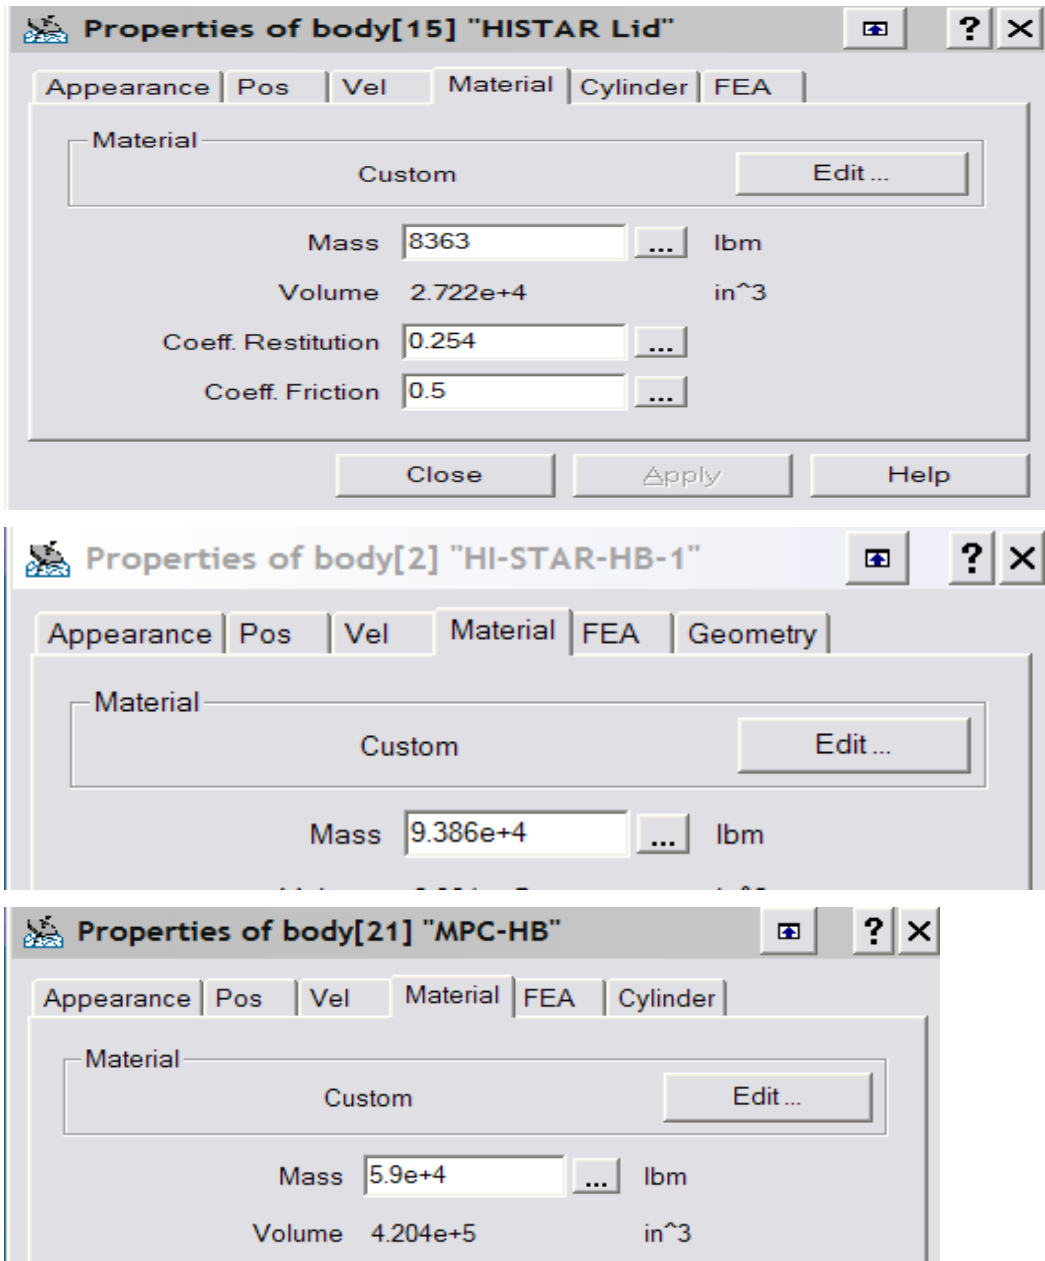 Properties of body[15] "HISTAR Lid" ? ×
Appearance Pos Vel Material Cylinder FEA
Material
Custom Edit ...
Mass 8363 ... lbm
Volume 2.722e+4 in^3
Coeff. Restitution 0.254 ...
Coeff. Friction 0.5 ...
Close Apply Help
Properties of body[2] "HI-STAR-HB-1" ? ×
Appearance Pos Vel Material FEA Geometry
Material
Custom Edit ...
Mass 9.386e+4 ... lbm
Properties of body[21] "MPC-HB" ? ×
Appearance Pos Vel Material FEA Cylinder
Material
Custom Edit ...
Mass 5.9e+4 ... lbm
Volume 4.204e+5 in^3